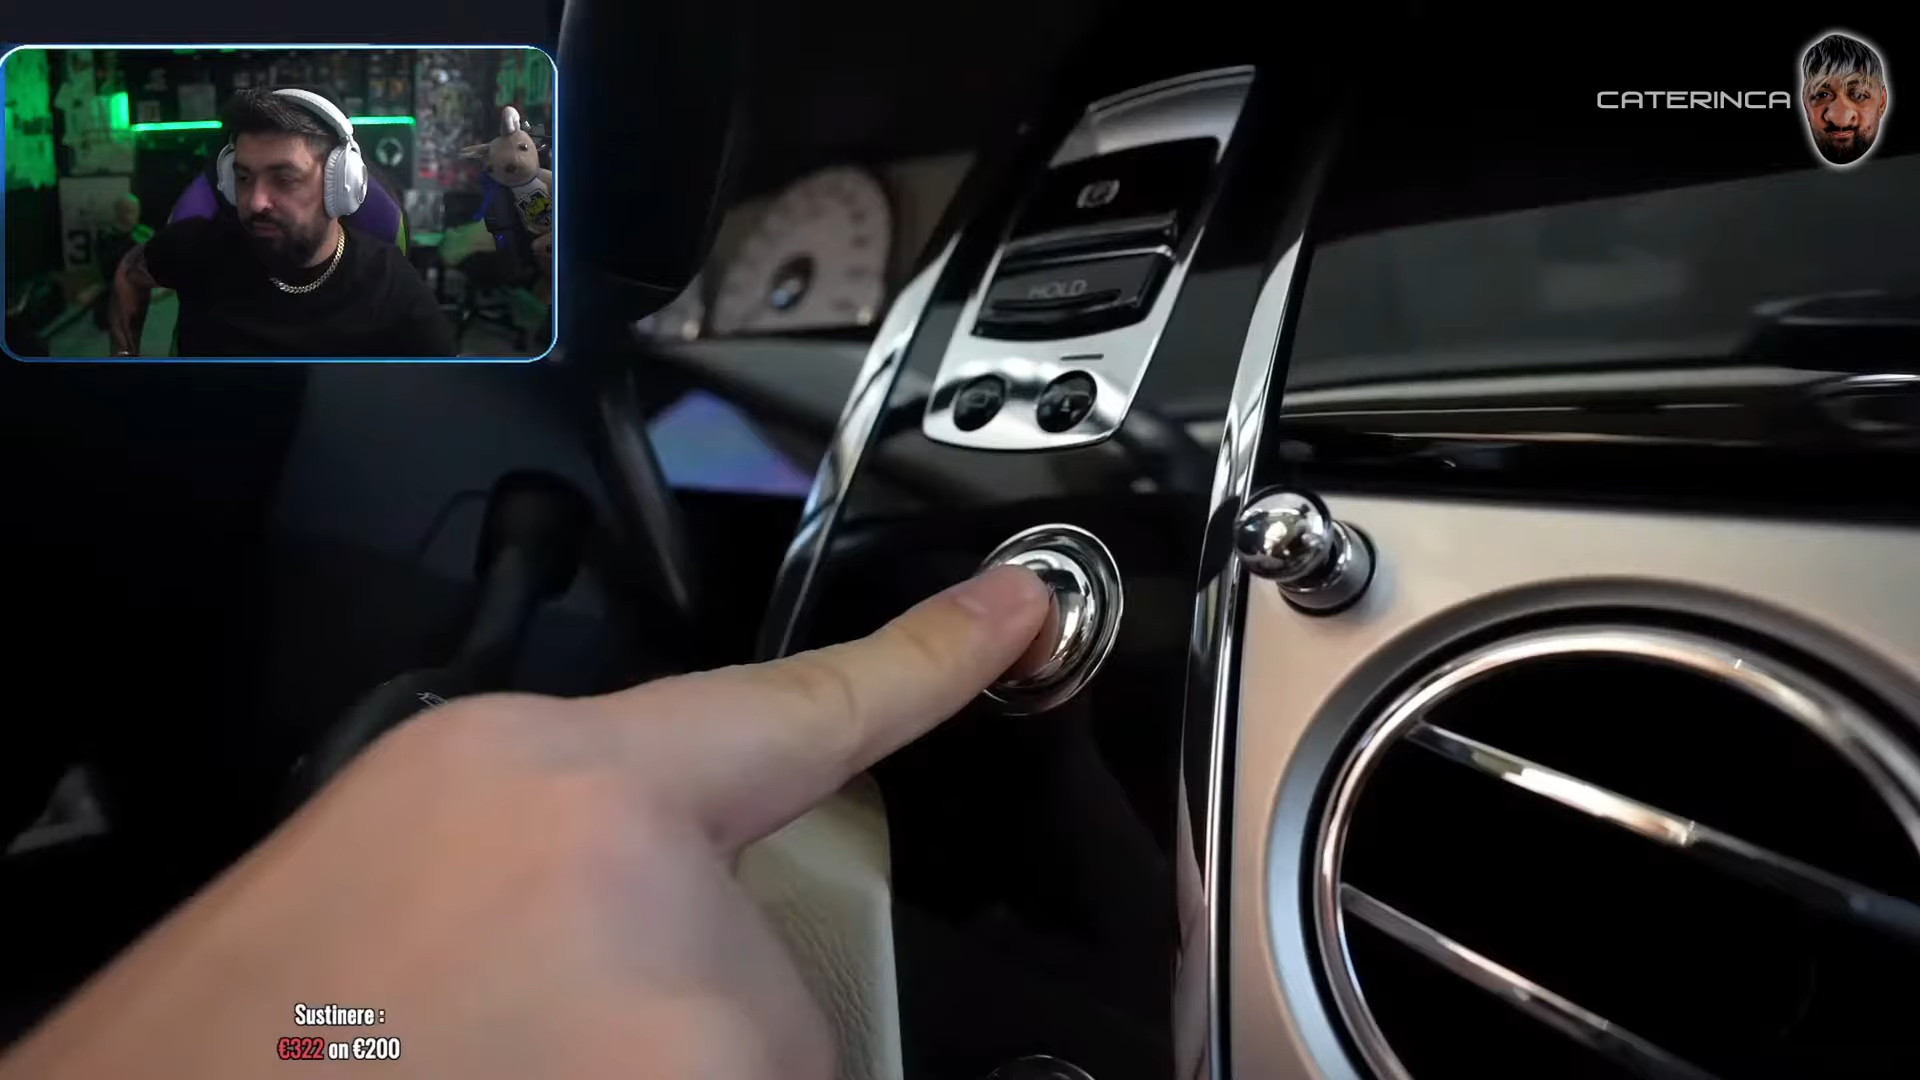 CATERINCA
HOLD
Sustinere :
€322 on €200